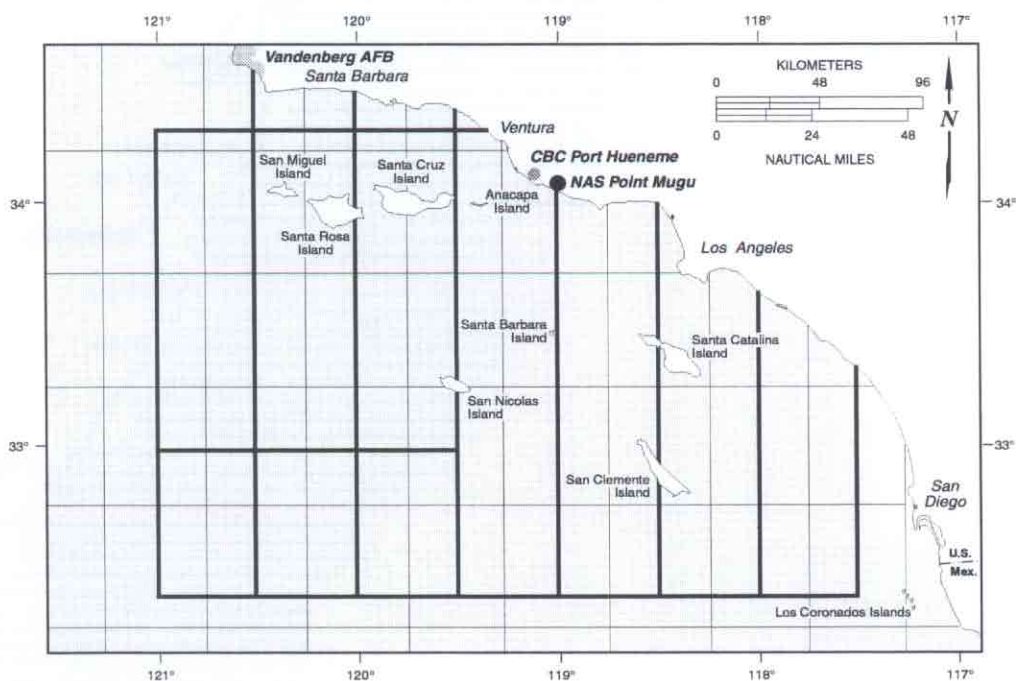 121°
120°
119°
118°
117°
Vandenberg AFB
Santa Barbara
KILOMETERS
0 48 96
N
0 24 48
NAUTICAL MILES
Ventura
San Miguel
Island
Santa Cruz
Island
CBC Port Hueneme
NAS Point Mugu
Anacapa
Island
34°
34°
Santa Rosa
Island
Los Angeles
Santa Barbara
Island
Santa Catalina
Island
San Nicolas
Island
33°
33°
San Clemente
Island
San
Diego
U.S.
Mex.
Los Coronados Islands
121°
120°
119°
118°
117°